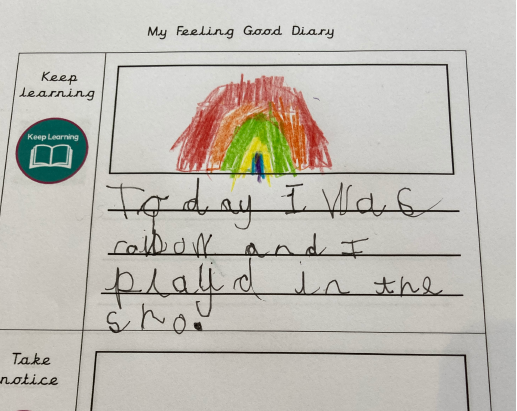 My Feeling Good Diary
Keep
learning
Keep Learning
Today I Was
raibow and I
playd in the
sno.
Take
notice